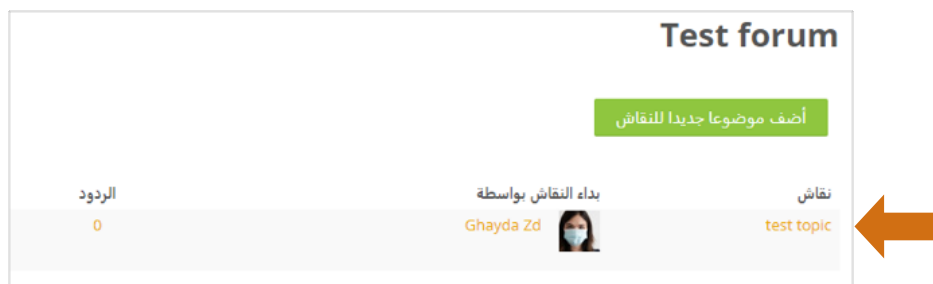 Test forum
أضف موضوعا جديدا للنقاش
نقاش بداء النقاش بواسطة الردود
test topic Ghayda Zd 0